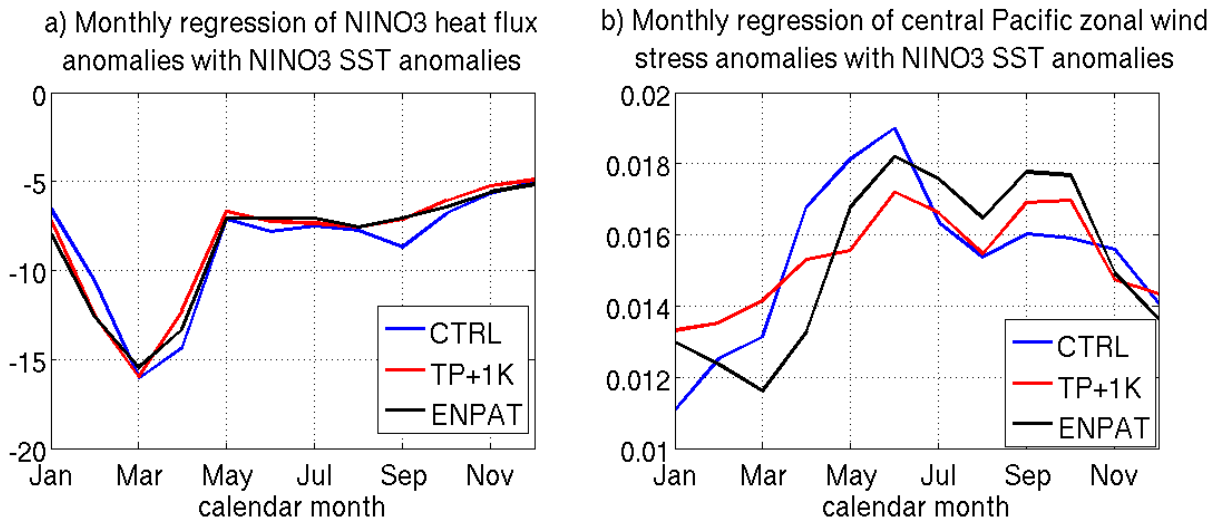 a) Monthly regression of NINO3 heat flux
anomalies with NINO3 SST anomalies
0
-5
-10
-15
-20
Jan Mar May Jul Sep Nov
calendar month
CTRL
TP+1K
ENPAT
b) Monthly regression of central Pacific zonal wind
stress anomalies with NINO3 SST anomalies
0.02
0.018
0.016
0.014
0.012
0.01
Jan Mar May Jul Sep Nov
calendar month
CTRL
TP+1K
ENPAT